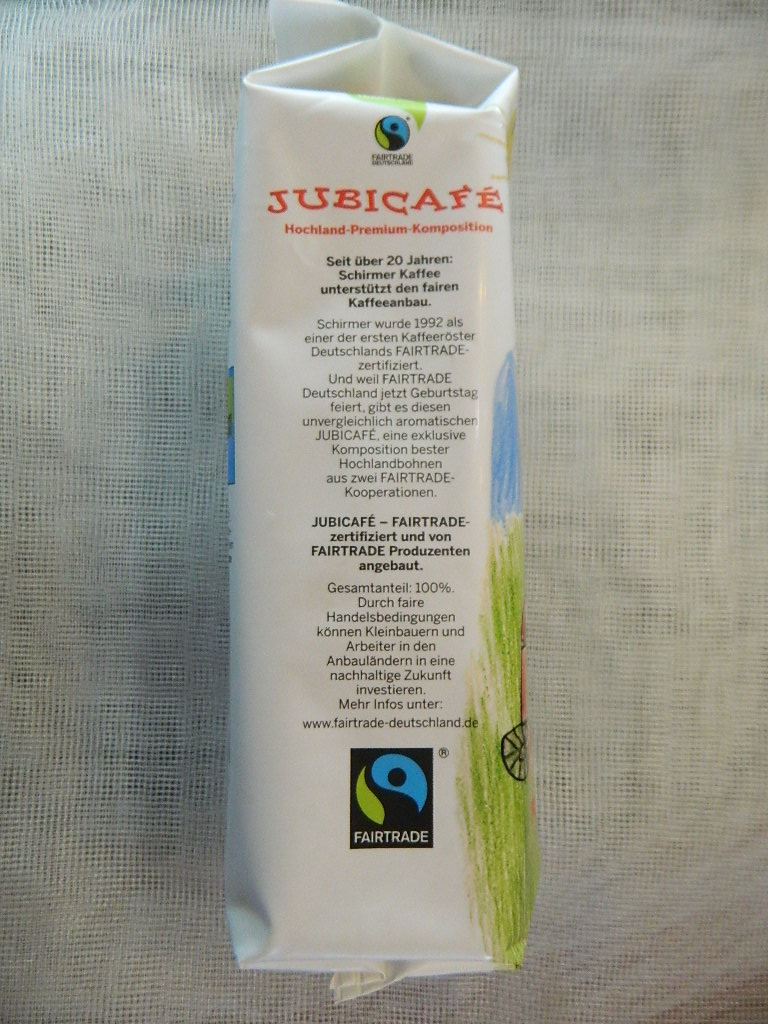 FAIRTRADE
DEUTSCHLAND
JUBICAFÉ
Hochland-Premium-Komposition
Seit über 20 Jahren:
Schirmer Kaffee
unterstützt den fairen
Kaffeeanbau.
Schirmer wurde 1992 als
einer der ersten Kaffeeröster
Deutschlands FAIRTRADE-
zertifiziert.
Und weil FAIRTRADE
Deutschland jetzt Geburtstag
feiert, gibt es diesen
unvergleichlich aromatischen
JUBICAFÉ, eine exklusive
Komposition bester
Hochlandbohnen
aus zwei FAIRTRADE-
Kooperationen.
JUBICAFÉ – FAIRTRADE-
zertifiziert und von
FAIRTRADE Produzenten
angebaut.
Gesamtanteil: 100%.
Durch faire
Handelsbedingungen
können Kleinbauern und
Arbeiter in den
Anbauländern in eine
nachhaltige Zukunft
investieren.
Mehr Infos unter:
www.fairtrade-deutschland.de
®
FAIRTRADE